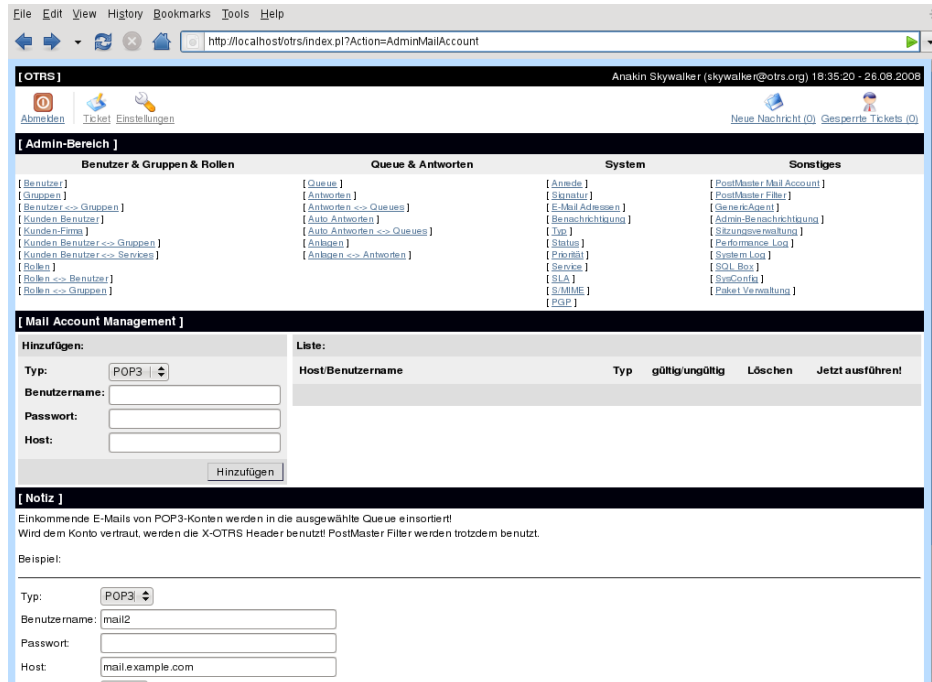 File Edit View History Bookmarks Tools Help
http://localhost/otrs/index.pl?Action=AdminMailAccount
[ OTRS ] Anakin Skywalker (skywalker@otrs.org) 18:35:20 - 26.08.2008
Abmelden Ticket Einstellungen Neue Nachricht (0) Gesperrte Tickets (0)
[ Admin-Bereich ]
Benutzer & Gruppen & Rollen Queue & Antworten System Sonstiges
[ Benutzer ] [ Queue ] [ Anrede ] [ PostMaster Mail Account ]
[ Gruppen ] [ Antworten ] [ Signatur ] [ PostMaster Filter ]
[ Benutzer <-> Gruppen ] [ Antworten <-> Queues ] [ E-Mail Adressen ] [ GenericAgent ]
[ Kunden Benutzer ] [ Auto Antworten ] [ Benachrichtigung ] [ Admin-Benachrichtigung ]
[ Kunden-Firma ] [ Auto Antworten <-> Queues ] [ Typ ] [ Sitzungsverwaltung ]
[ Kunden Benutzer <-> Gruppen ] [ Anlagen ] [ Status ] [ Performance Log ]
[ Kunden Benutzer <-> Services ] [ Anlagen <-> Antworten ] [ Priorität ] [ System Log ]
[ Rollen ] [ Service ] [ SQL Box ]
[ Rollen <-> Benutzer ] [ SLA ] [ SysConfig ]
[ Rollen <-> Gruppen ] [ S/MIME ] [ Paket Verwaltung ]
[ PGP ]
[ Mail Account Management ]
Hinzufügen: Liste:
Typ: POP3 Host/Benutzername Typ gültig/ungültig Löschen Jetzt ausführen!
Benutzername:
Passwort:
Host:
Hinzufügen
[ Notiz ]
Einkommende E-Mails von POP3-Konten werden in die ausgewählte Queue einsortiert!
Wird dem Konto vertraut, werden die X-OTRS Header benutzt! PostMaster Filter werden trotzdem benutzt.
Beispiel:
Typ: POP3
Benutzername: mail2
Passwort:
Host: mail.example.com